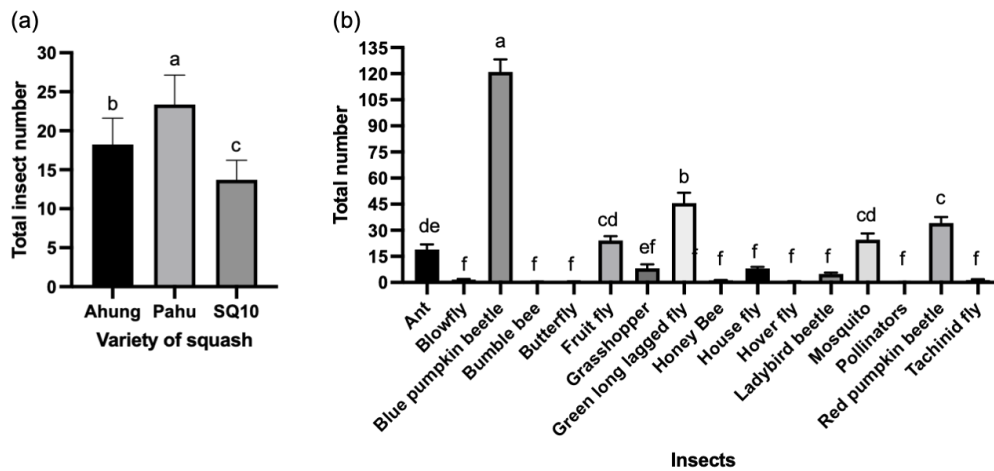 (a)
30
25
20
15
10
5
0
Total insect number
b
a
c
Ahung Pahu SQ10
Variety of squash
(b)
135
120
105
90
75
60
45
30
15
0
Total number
de
f
a
f
f
cd
ef
b
f
f
f
f
f
cd
f
c
f
Ant
Blowfly
Blue pumpkin beetle
Bumble bee
Butterfly
Fruit fly
Grasshopper
Green long lagged fly
Honey Bee
House fly
Hover fly
Ladybird beetle
Mosquito
Pollinators
Red pumpkin beetle
Tachinid fly
Insects